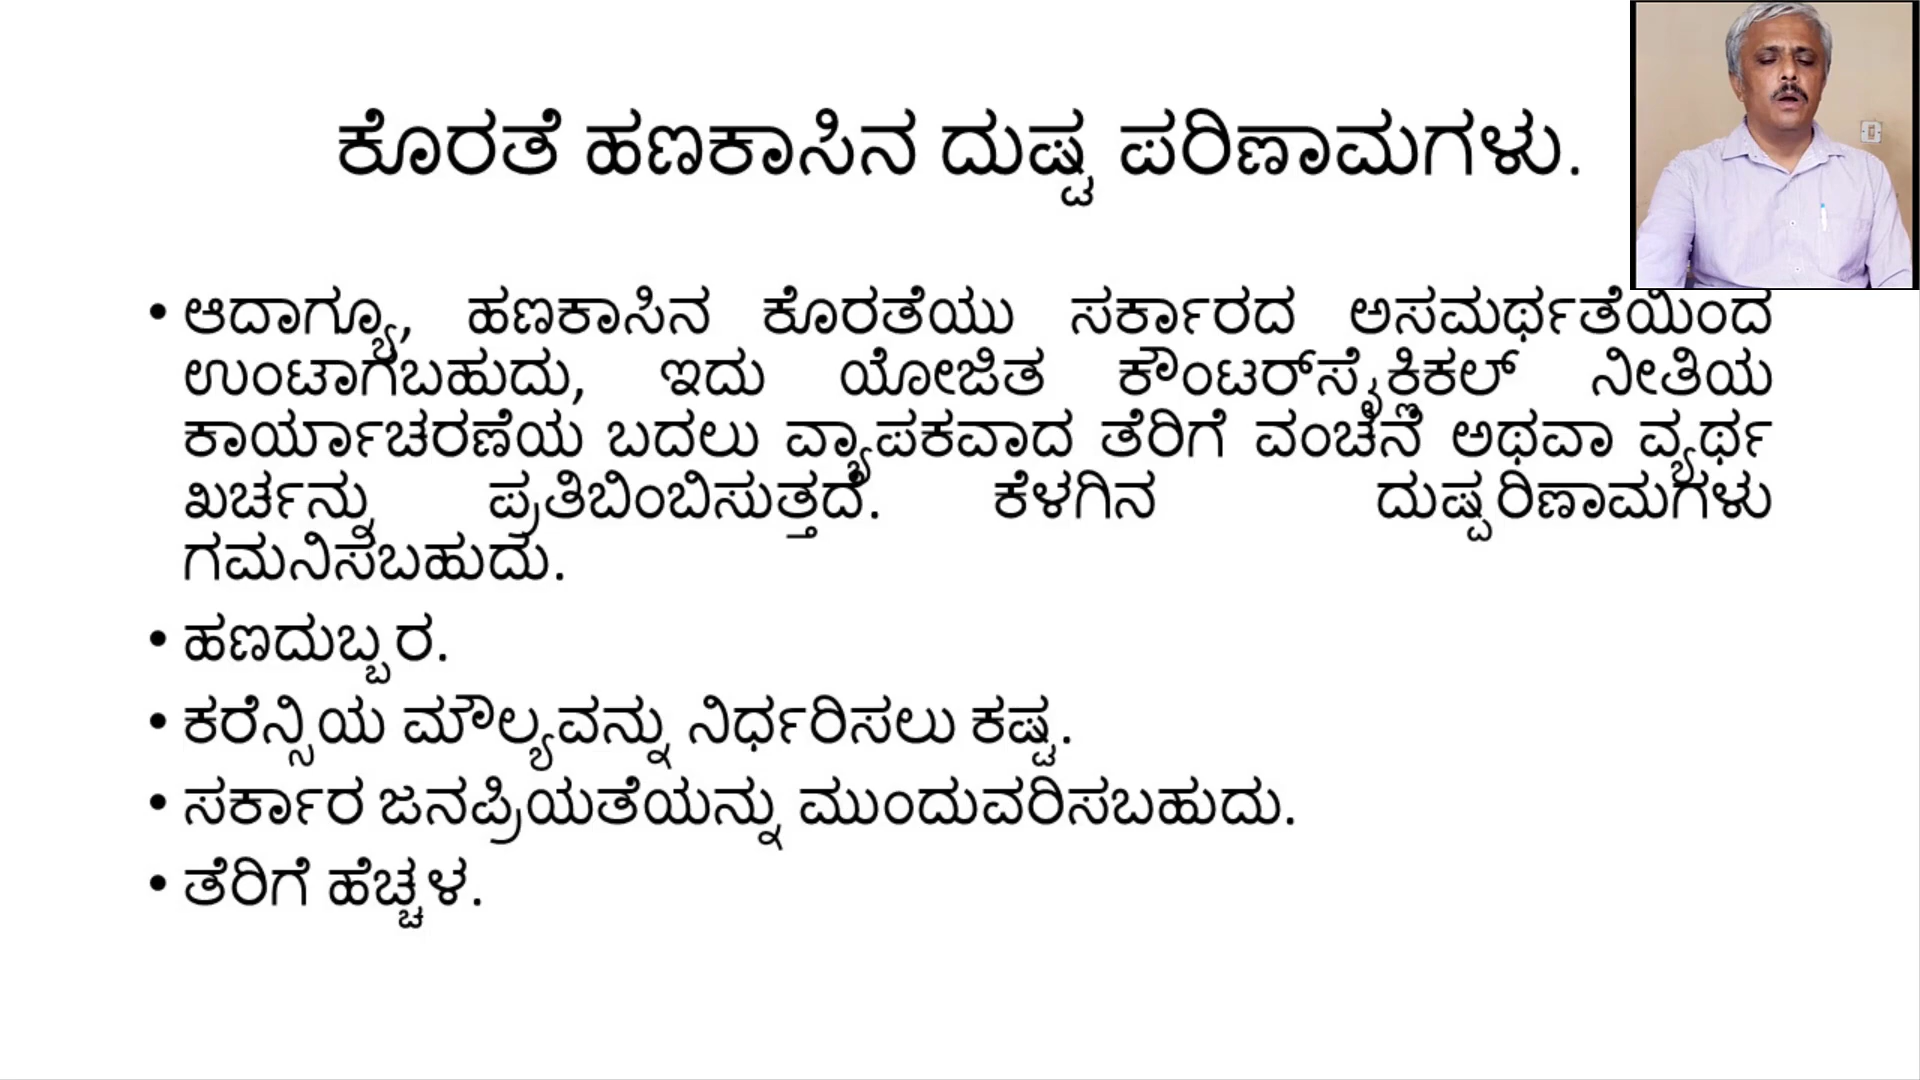 ಕೊರತೆ ಹಣಕಾಸಿನ ದುಷ್ಟ ಪರಿಣಾಮಗಳು.
• ಆದಾಗ್ಯೂ, ಹಣಕಾಸಿನ ಕೊರತೆಯು ಸರ್ಕಾರದ ಅಸಮರ್ಥತೆಯಿಂದ
ಉಂಟಾಗಬಹುದು, ಇದು ಯೋಜಿತ ಕೌಂಟರ್‌ಸೈಕ್ಲಿಕಲ್ ನೀತಿಯ
ಕಾರ್ಯಾಚರಣೆಯ ಬದಲು ವ್ಯಾಪಕವಾದ ತೆರಿಗೆ ವಂಚನೆ ಅಥವಾ ವ್ಯರ್ಥ
ಖರ್ಚನ್ನು ಪ್ರತಿಬಿಂಬಿಸುತ್ತದೆ. ಕೆಳಗಿನ ದುಷ್ಪರಿಣಾಮಗಳು
ಗಮನಿಸಬಹುದು.
• ಹಣದುಬ್ಬರ.
• ಕರೆನ್ಸಿಯ ಮೌಲ್ಯವನ್ನು ನಿರ್ಧರಿಸಲು ಕಷ್ಟ.
• ಸರ್ಕಾರ ಜನಪ್ರಿಯತೆಯನ್ನು ಮುಂದುವರಿಸಬಹುದು.
• ತೆರಿಗೆ ಹೆಚ್ಚಳ.